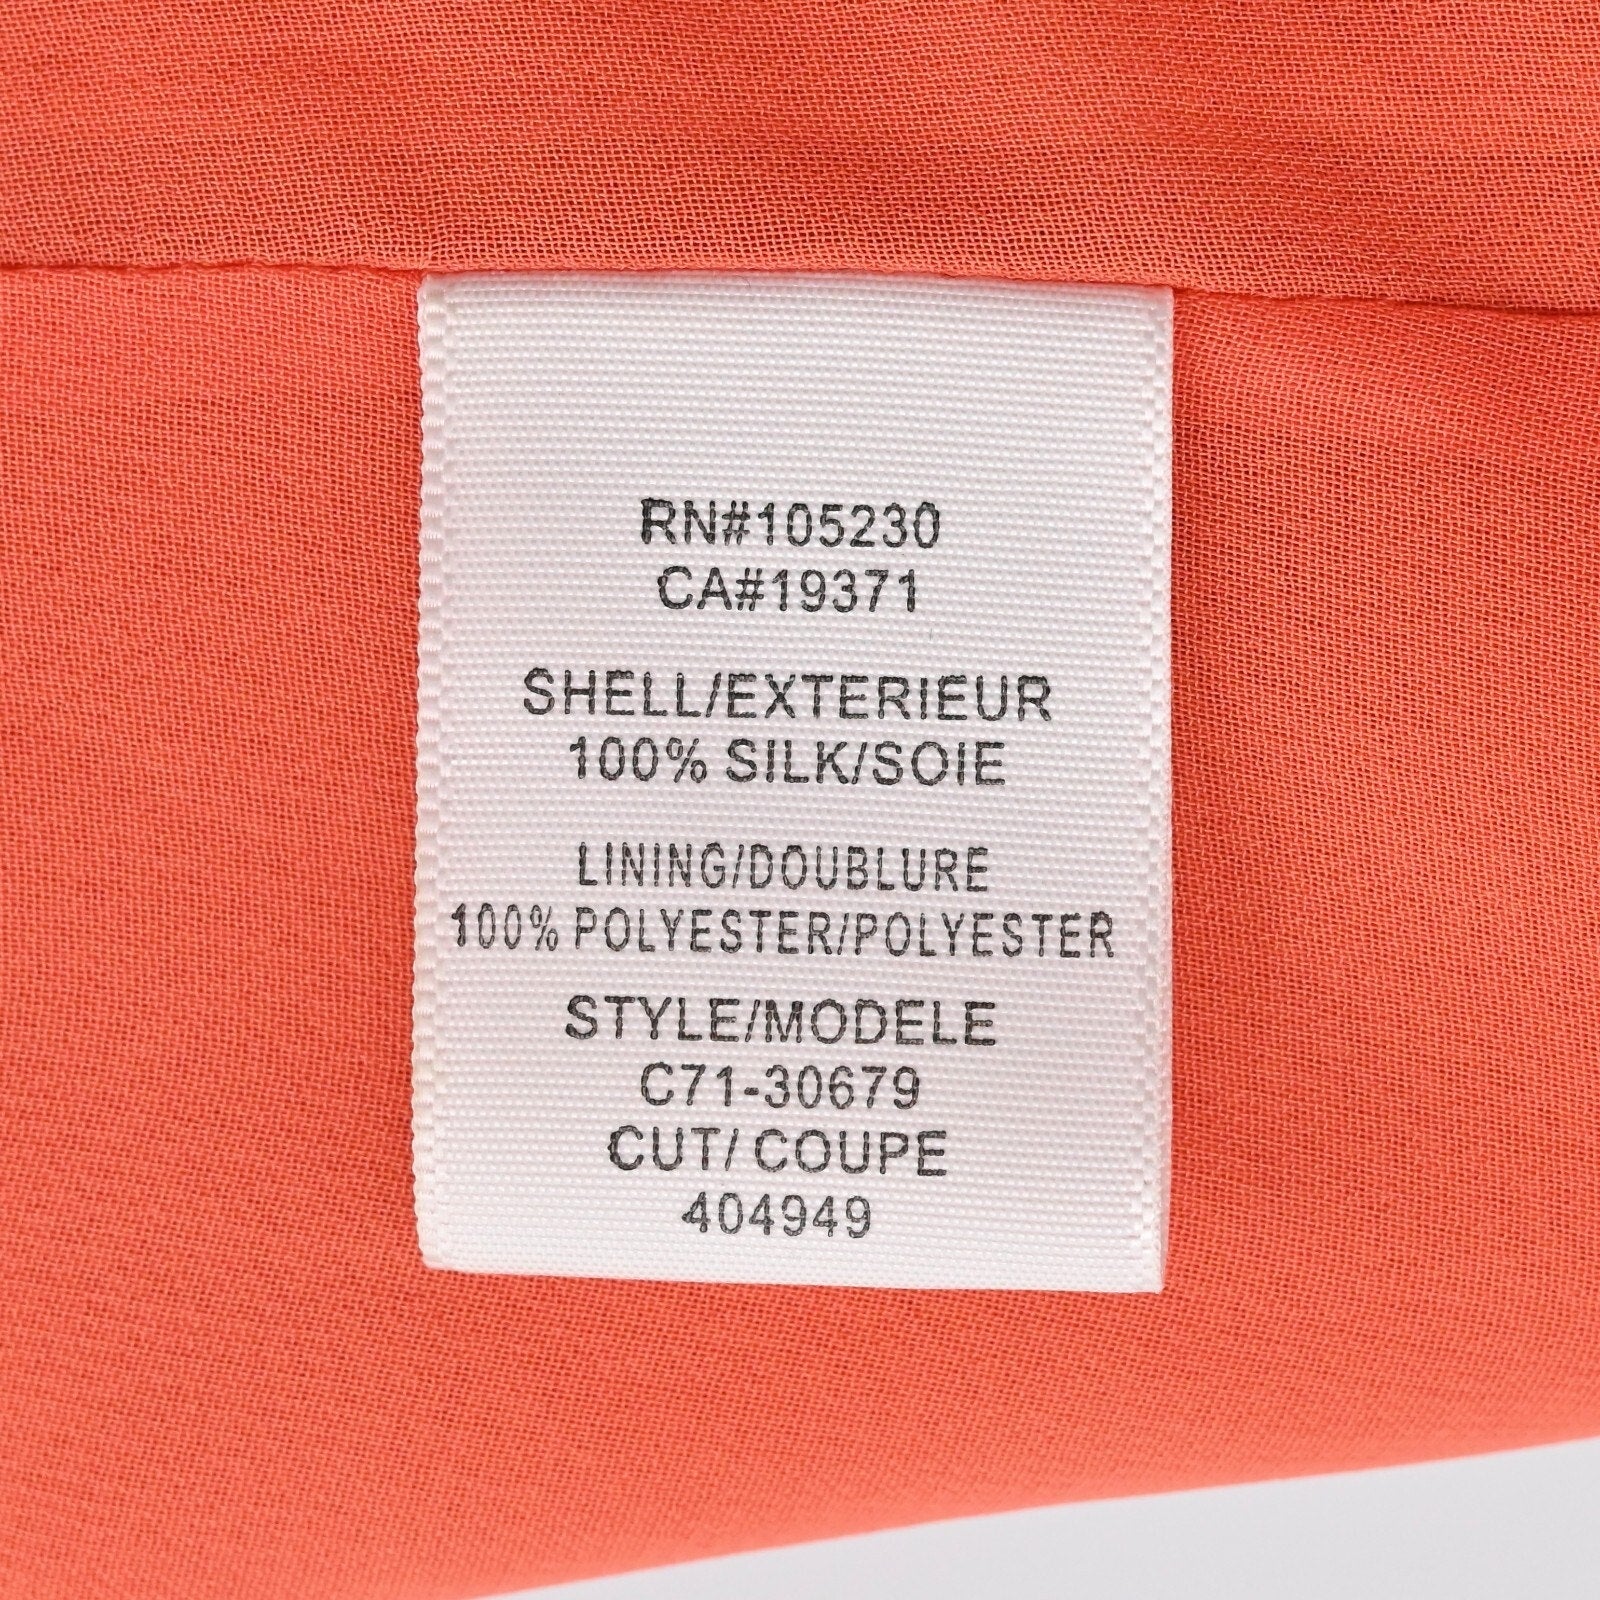 RN#105230
CA#19371
SHELL/EXTERIEUR
100% SILK/SOIE
LINING/DOUBLURE
100% POLYESTER/POLYESTER
STYLE/MODELE
C71-30679
CUT/ COUPE
404949